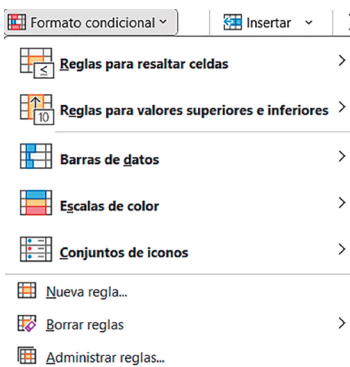 Formato condicional
Insertar
≤
Reglas para resaltar celdas
10
Reglas para valores superiores e inferiores
Barras de datos
Escalas de color
Conjuntos de iconos
Nueva regla...
Borrar reglas
Administrar reglas...